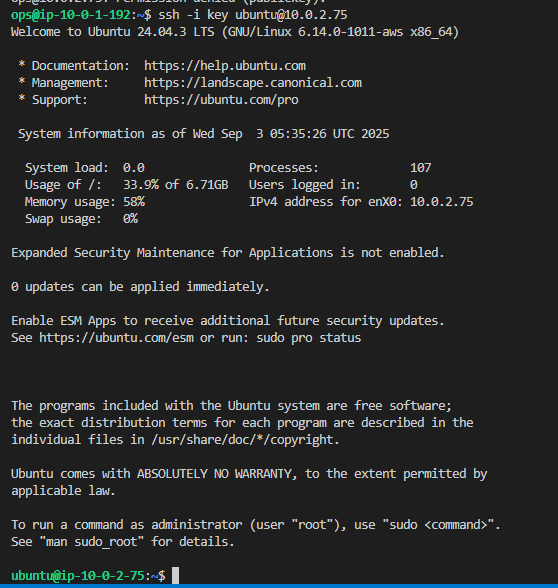 ops@10.0.2.75: Permission denied (publickey).
ops@ip-10-0-1-192:~$ ssh -i key ubuntu@10.0.2.75
Welcome to Ubuntu 24.04.3 LTS (GNU/Linux 6.14.0-1011-aws x86_64)
* Documentation:  https://help.ubuntu.com
* Management:     https://landscape.canonical.com
* Support:        https://ubuntu.com/pro
System information as of Wed Sep  3 05:35:26 UTC 2025
System load:  0.0                Processes:             107
Usage of /:   33.9% of 6.71GB   Users logged in:       0
Memory usage: 58%                IPv4 address for enX0: 10.0.2.75
Swap usage:   0%
Expanded Security Maintenance for Applications is not enabled.
0 updates can be applied immediately.
Enable ESM Apps to receive additional future security updates.
See https://ubuntu.com/esm or run: sudo pro status
The programs included with the Ubuntu system are free software;
the exact distribution terms for each program are described in the
individual files in /usr/share/doc/*/copyright.
Ubuntu comes with ABSOLUTELY NO WARRANTY, to the extent permitted by
applicable law.
To run a command as administrator (user "root"), use "sudo <command>".
See "man sudo_root" for details.
ubuntu@ip-10-0-2-75:~$